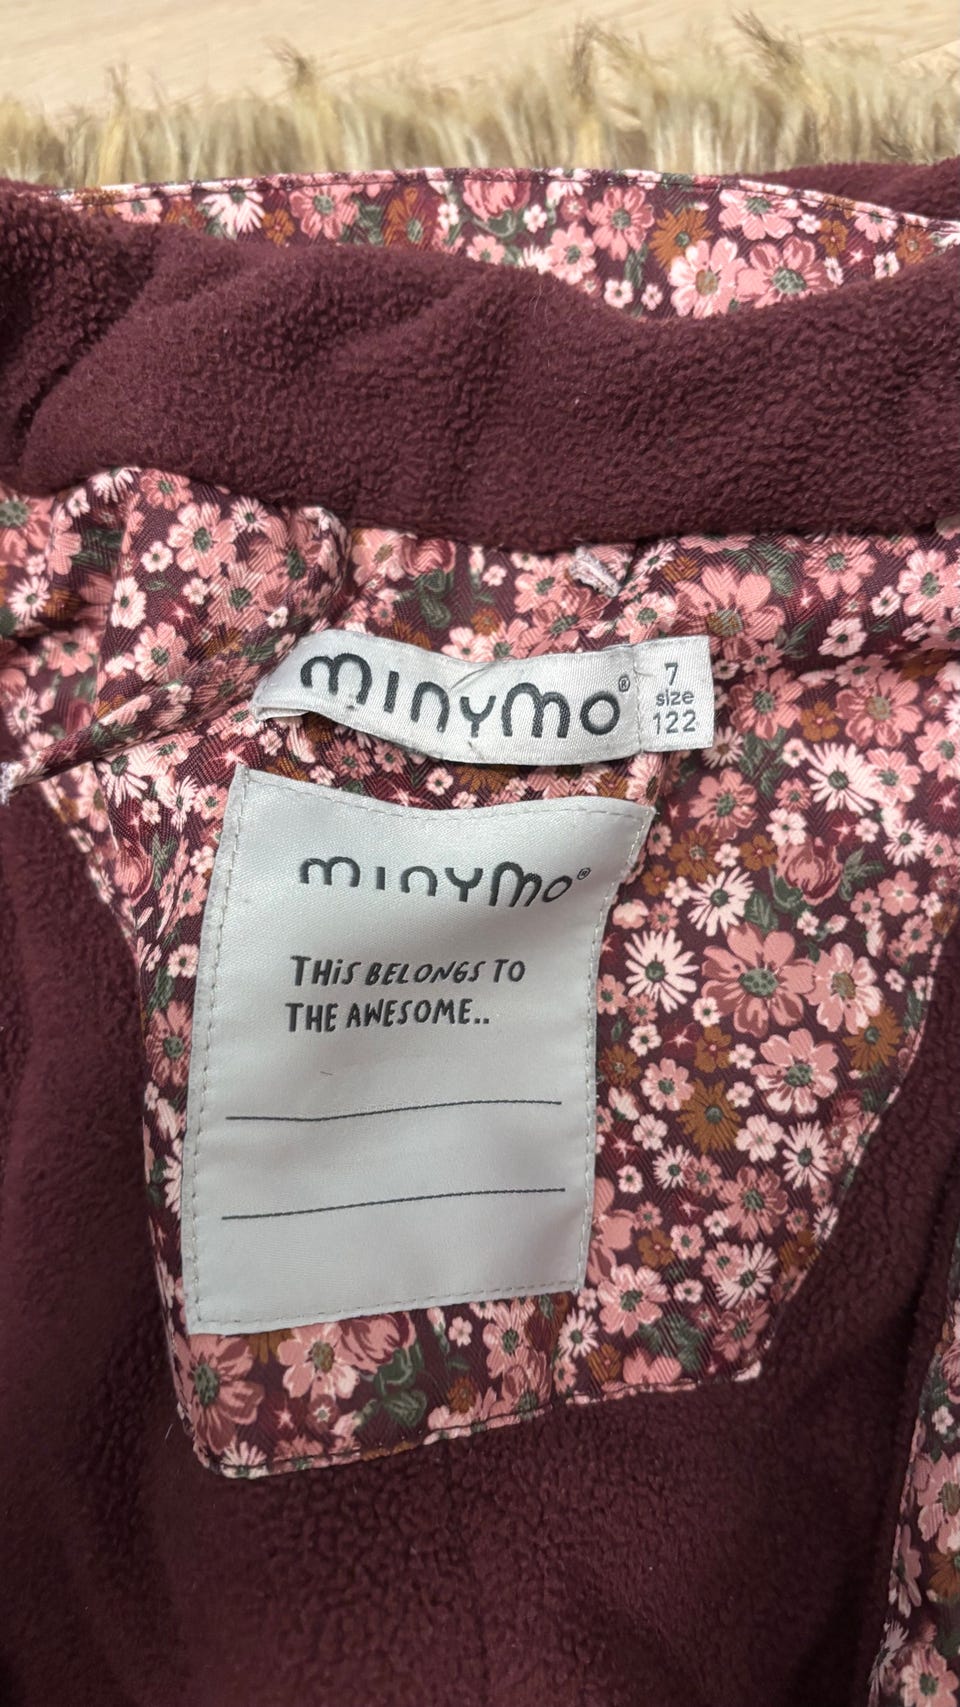 minymo®
7
size
122
minymo®
THiS BELONGS TO
THE AWESOME..